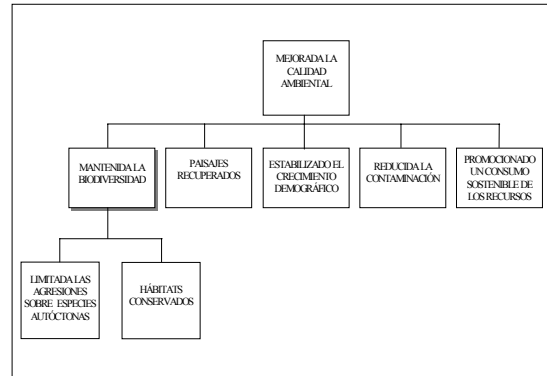 MEJORADA LA
CALIDAD
AMBIENTAL
MANTENIDA LA
BIODIVERSIDAD
PAISAJES
RECUPERADOS
ESTABILIZADO EL
CRECIMIENTO
DEMOGRÁFICO
REDUCIDA LA
CONTAMINACIÓN
PROMOCIONADO
UN CONSUMO
SOSTENIBLE DE
LOS RECURSOS
LIMITADA LAS
AGRESIONES
SOBRE ESPECIES
AUTÓCTONAS
HÁBITATS
CONSERVADOS